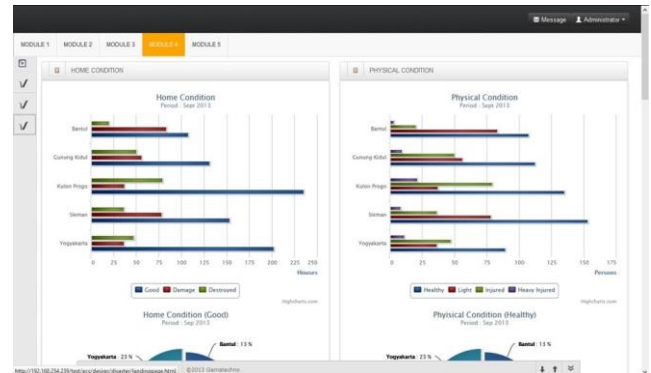 Message Administrator
MODULE 1 MODULE 2 MODULE 3 MODULE 4 MODULE 5
HOME CONDITION
Home Condition
Period : Sept 2013
Bantul
Gunung Kidul
Kulon Progo
Sleman
Yogyakarta
0 25 50 75 100 125 150 175 200 225 250
Houses
Good Damage Destroyed
Highcharts.com
Home Condition (Good)
Period : Sep 2013
Bantul : 13 %
Yogyakarta : 23 %
PHYSICAL CONDITION
Physical Condition
Period : Sept 2013
Bantul
Gunung Kidul
Kulon Progo
Sleman
Yogyakarta
0 25 50 75 100 125 150 175
Persons
Healthy Light Injured Heavy Injured
Highcharts.com
Phyisical Condition (Healthy)
Period : Sep 2013
Bantul : 13 %
Yogyakarta : 23 %
©2013 Gamatechno